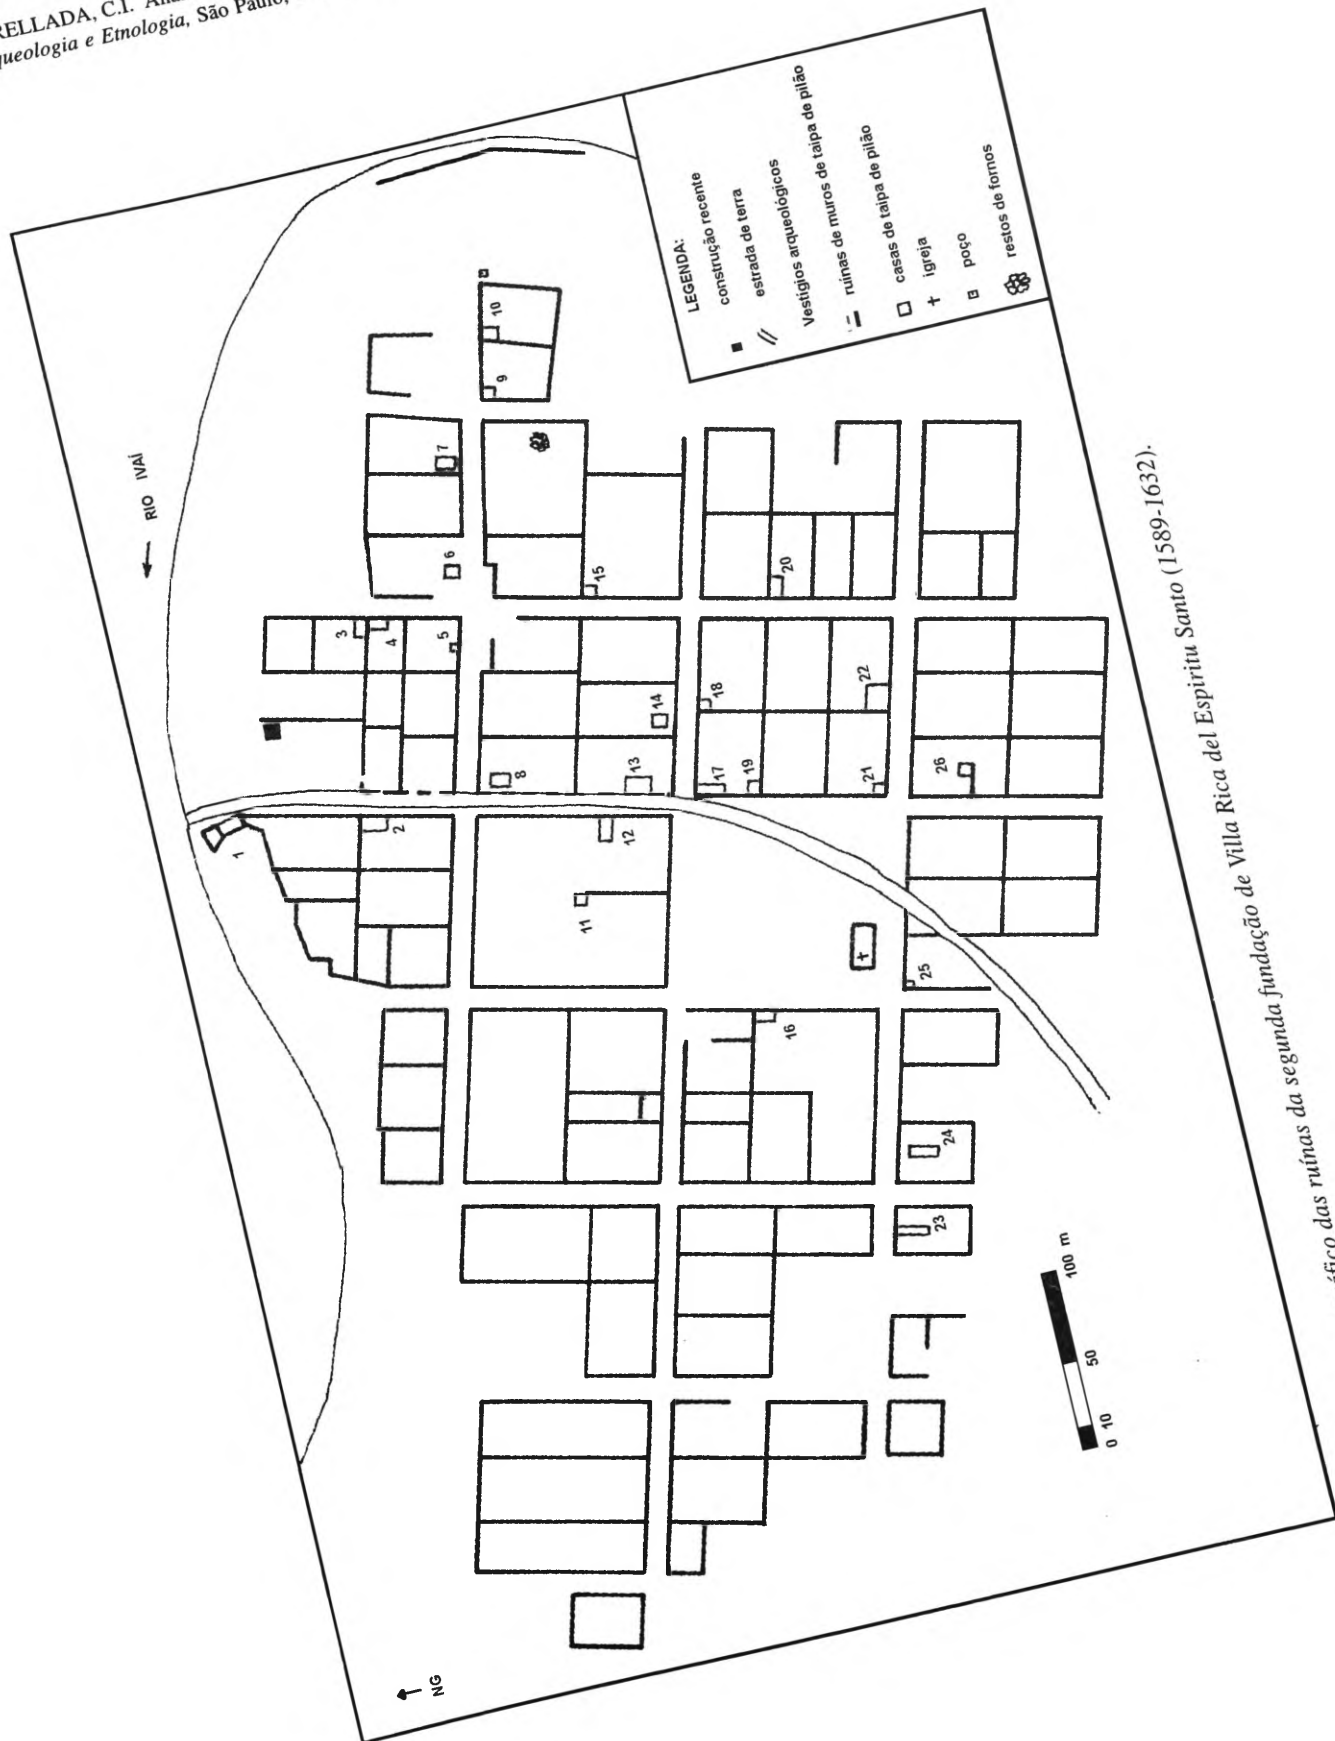 C.I.
e Etnologia, São Paulo,
RIO IVAÍ
LEGENDA:
construção recente
estrada de terra
Vestígios arqueológicos
ruínas de muros de taipa de pilão
casas de taipa de pilão
igreja
poço
restos de fornos
1
2
3
4
5
6
7
8
9
10
11
12
13
14
15
16
17
18
19
20
21
22
23
24
25
26
NG
0 10 50 100 m
das ruínas da segunda fundação de Villa Rica del Espiritu Santo (1589-1632).